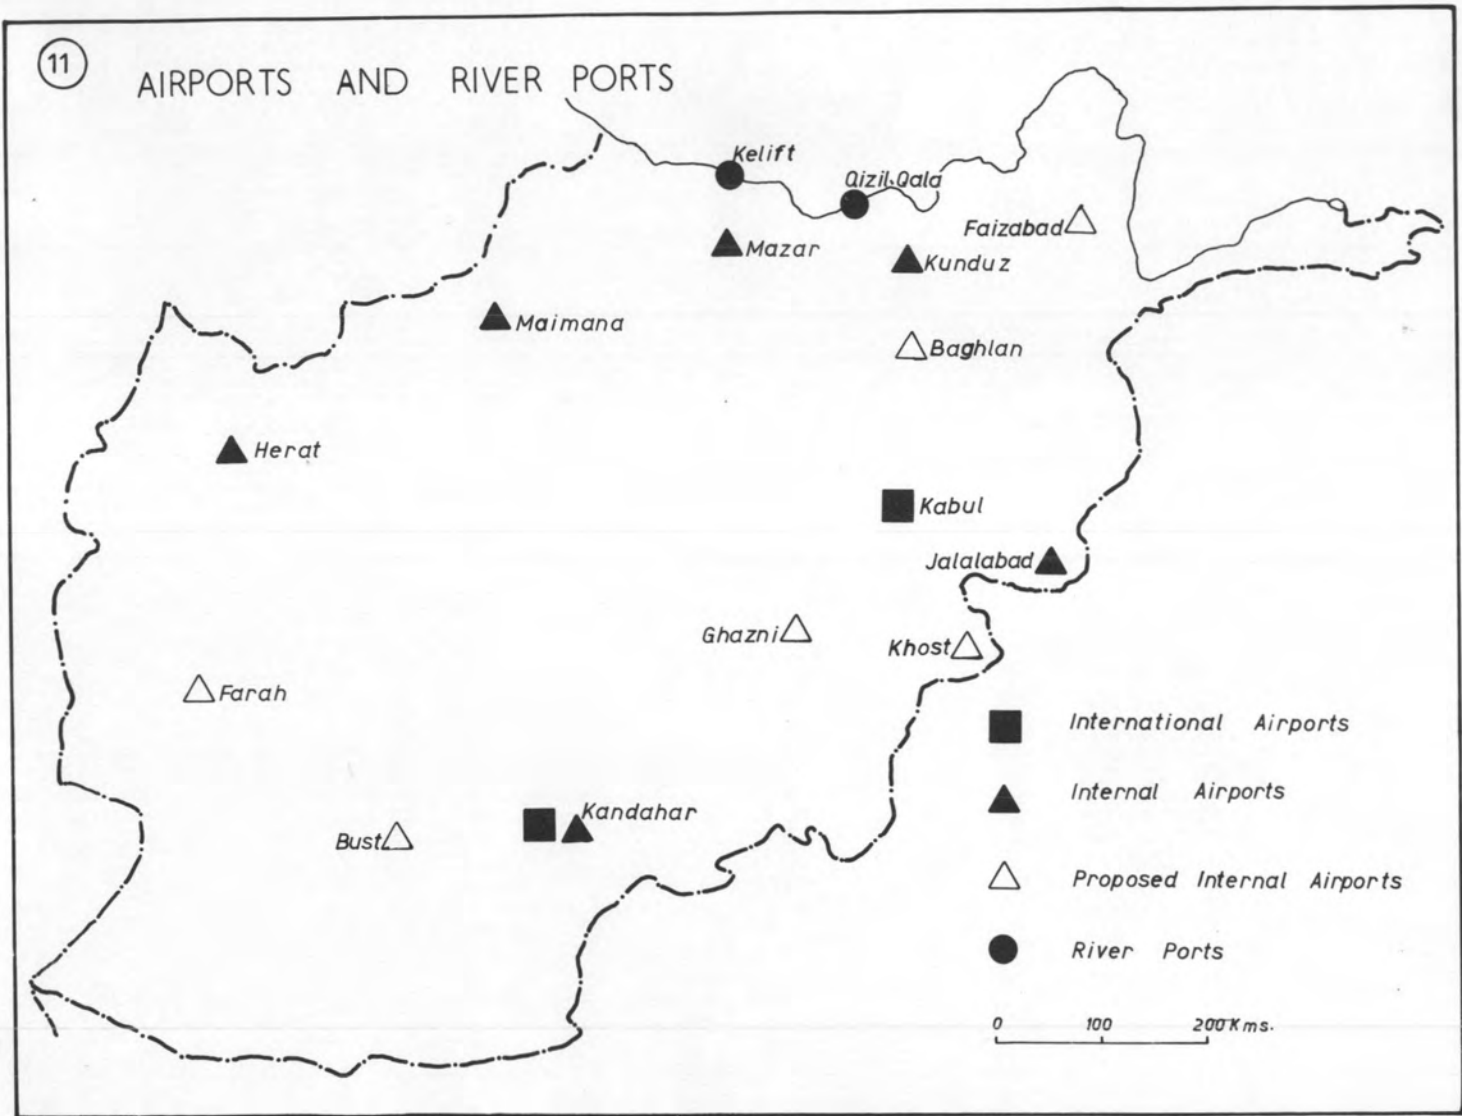 11
AIRPORTS AND RIVER PORTS
Kelift
Qizil.Qala
Faizabad
Mazar
Kunduz
Maimana
Baghlan
Herat
Kabul
Jalalabad
Ghazni
Khost
Farah
International Airports
Internal Airports
Kandahar
Bust
Proposed Internal Airports
River Ports
0 100 200 Kms.